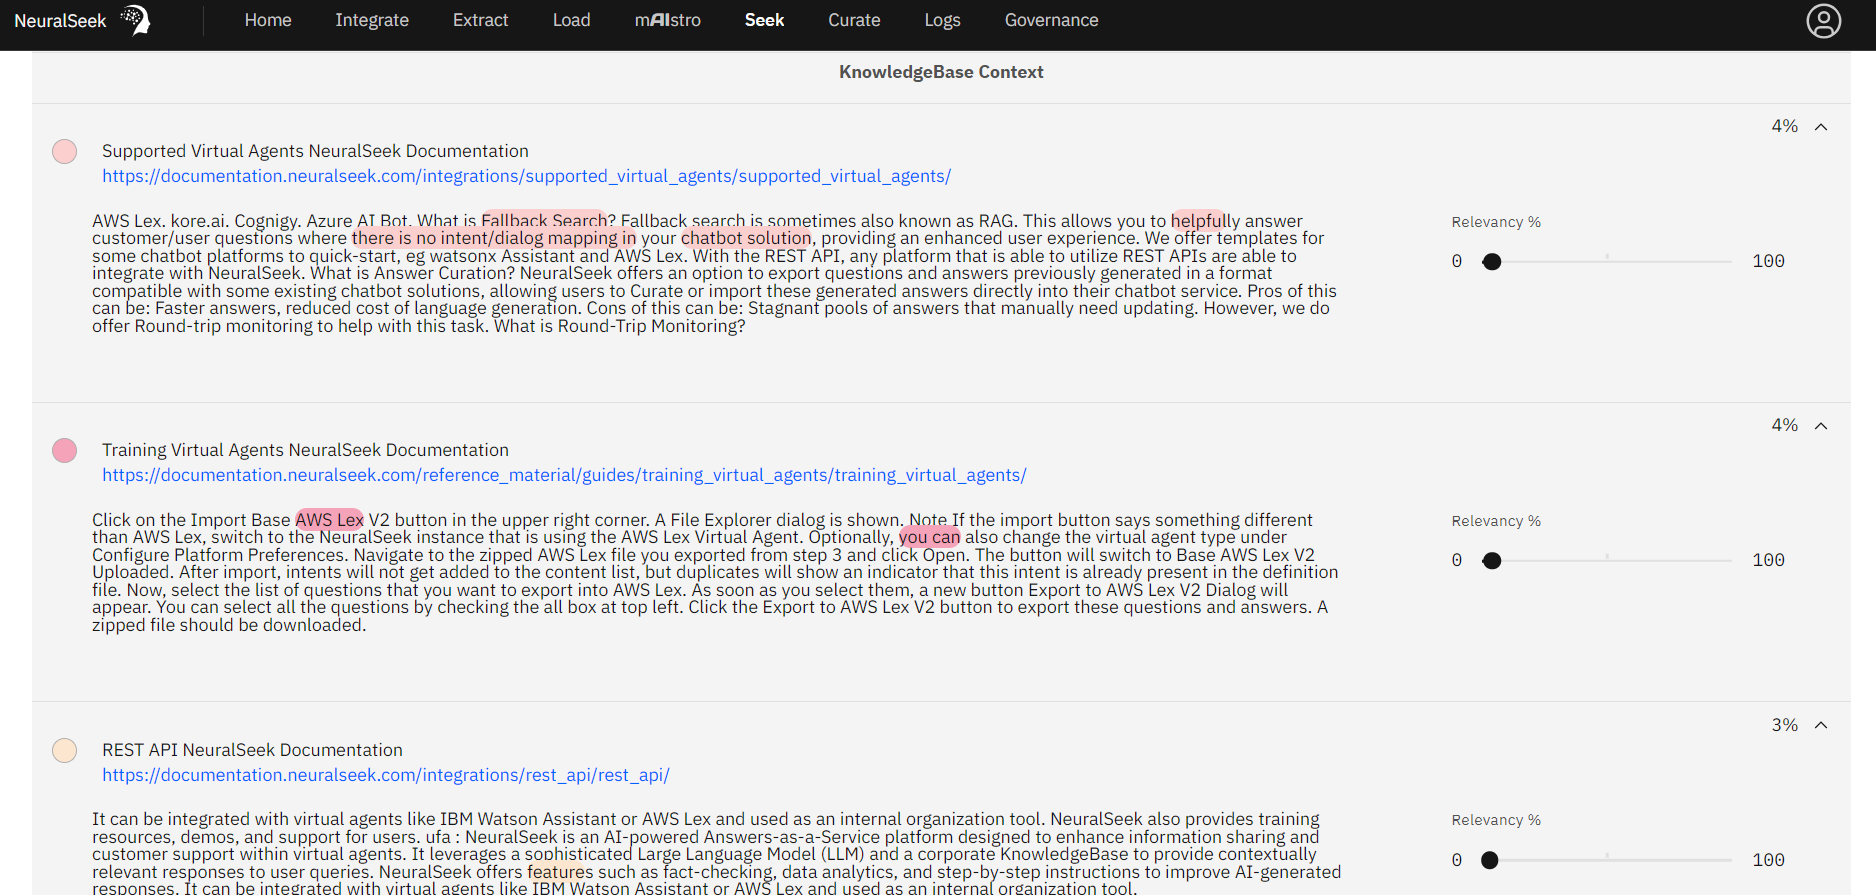 NeuralSeek Home Integrate Extract Load mAIstro Seek Curate Logs Governance
KnowledgeBase Context
4%
Supported Virtual Agents NeuralSeek Documentation
https://documentation.neuralseek.com/integrations/supported_virtual_agents/supported_virtual_agents/
AWS Lex. kore.ai. Cognigy. Azure AI Bot. What is Fallback Search? Fallback search is sometimes also known as RAG. This allows you to helpfully answer
customer/user questions where there is no intent/dialog mapping in your chatbot solution, providing an enhanced user experience. We offer templates for
some chatbot platforms to quick-start, eg watsonx Assistant and AWS Lex. With the REST API, any platform that is able to utilize REST APIs are able to
integrate with NeuralSeek. What is Answer Curation? NeuralSeek offers an option to export questions and answers previously generated in a format
compatible with some existing chatbot solutions, allowing users to Curate or import these generated answers directly into their chatbot service. Pros of this
can be: Faster answers, reduced cost of language generation. Cons of this can be: Stagnant pools of answers that manually need updating. However, we do
offer Round-trip monitoring to help with this task. What is Round-Trip Monitoring?
Relevancy %
0 100
4%
Training Virtual Agents NeuralSeek Documentation
https://documentation.neuralseek.com/reference_material/guides/training_virtual_agents/training_virtual_agents/
Click on the Import Base AWS Lex V2 button in the upper right corner. A File Explorer dialog is shown. Note If the import button says something different
than AWS Lex, switch to the NeuralSeek instance that is using the AWS Lex Virtual Agent. Optionally, you can also change the virtual agent type under
Configure Platform Preferences. Navigate to the zipped AWS Lex file you exported from step 3 and click Open. The button will switch to Base AWS Lex V2
Uploaded. After import, intents will not get added to the content list, but duplicates will show an indicator that this intent is already present in the definition
file. Now, select the list of questions that you want to export into AWS Lex. As soon as you select them, a new button Export to AWS Lex V2 Dialog will
appear. You can select all the questions by checking the all box at top left. Click the Export to AWS Lex V2 button to export these questions and answers. A
zipped file should be downloaded.
Relevancy %
0 100
3%
REST API NeuralSeek Documentation
https://documentation.neuralseek.com/integrations/rest_api/rest_api/
It can be integrated with virtual agents like IBM Watson Assistant or AWS Lex and used as an internal organization tool. NeuralSeek also provides training
resources, demos, and support for users. ufa : NeuralSeek is an AI-powered Answers-as-a-Service platform designed to enhance information sharing and
customer support within virtual agents. It leverages a sophisticated Large Language Model (LLM) and a corporate KnowledgeBase to provide contextually
relevant responses to user queries. NeuralSeek offers features such as fact-checking, data analytics, and step-by-step instructions to improve AI-generated
responses. It can be integrated with virtual agents like IBM Watson Assistant or AWS Lex and used as an internal organization tool.
Relevancy %
0 100